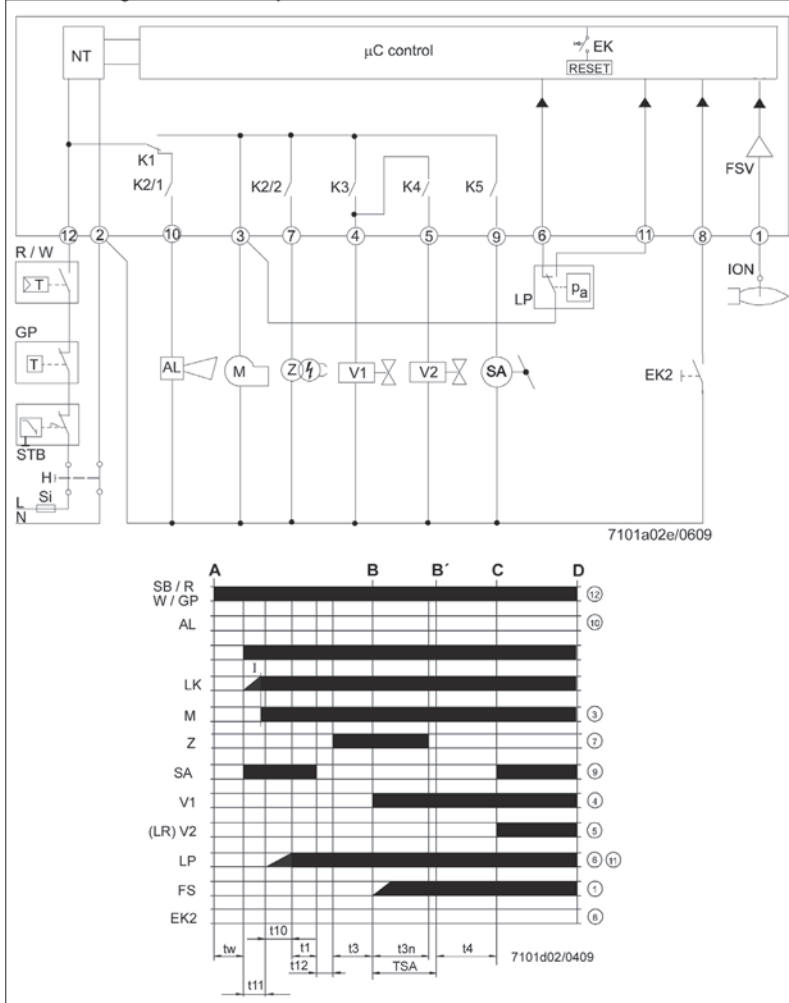 NT
µC control
EK
RESET
FSV
K1
K2/1
K2/2
K3
K4
K5
12 2 10 3 7 4 5 9 6 11 8 1
R / W
T
LP
pa
ION
GP
T
AL
M
Z
V1
V2
SA
EK2
STB
H
Si
L
N
7101a02e/0609
A B B´ C D
SB / R
W / GP
12
AL
10
I
LK
M
3
Z
7
SA
9
V1
4
(LR) V2
5
LP
6 11
FS
1
EK2
8
t10
tw t1 t3 t3n t4
7101d02/0409
t12 TSA
t11